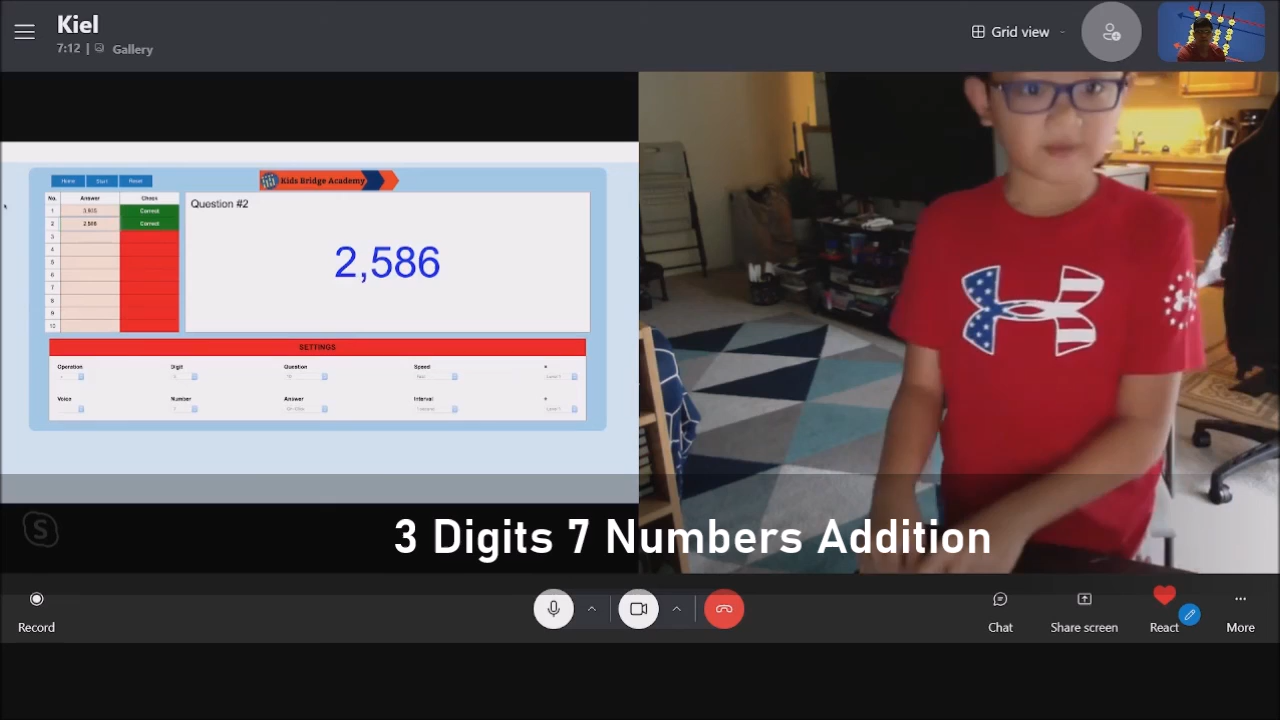 Kiel
7:12 | Gallery
Grid view
Home Start Reset
Kids Bridge Academy
No. Answer Check
1 Correct
2 2,586 Correct
3
4
5
6
7
8
9
10
Question #2
2,586
SETTINGS
Operation Digit Question Speed
Voice Number Answer Interval
3 Digits 7 Numbers Addition
Record
Chat
Share screen
React
More